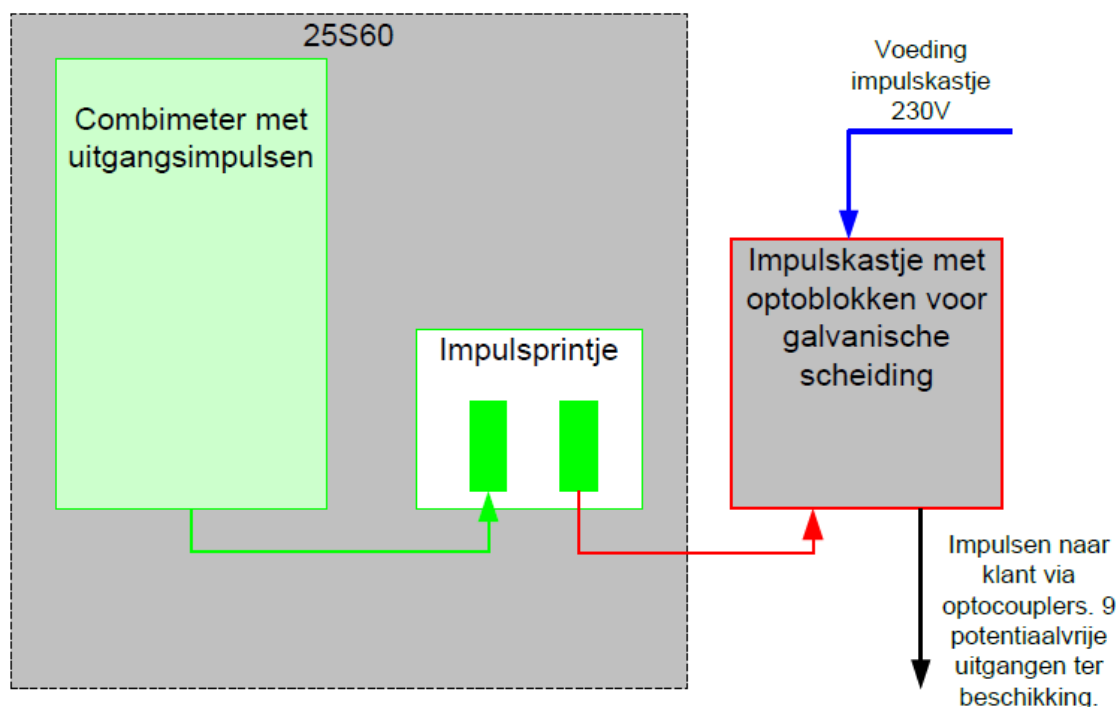 25S60
Combimeter met
uitgangsimpulsen
Impulsprintje
Voeding
impulskastje
230V
Impulskastje met
optoblokken voor
galvanische
scheiding
Impulsen naar
klant via
optocouplers. 9
potentiaalvrije
uitgangen ter
beschikking.